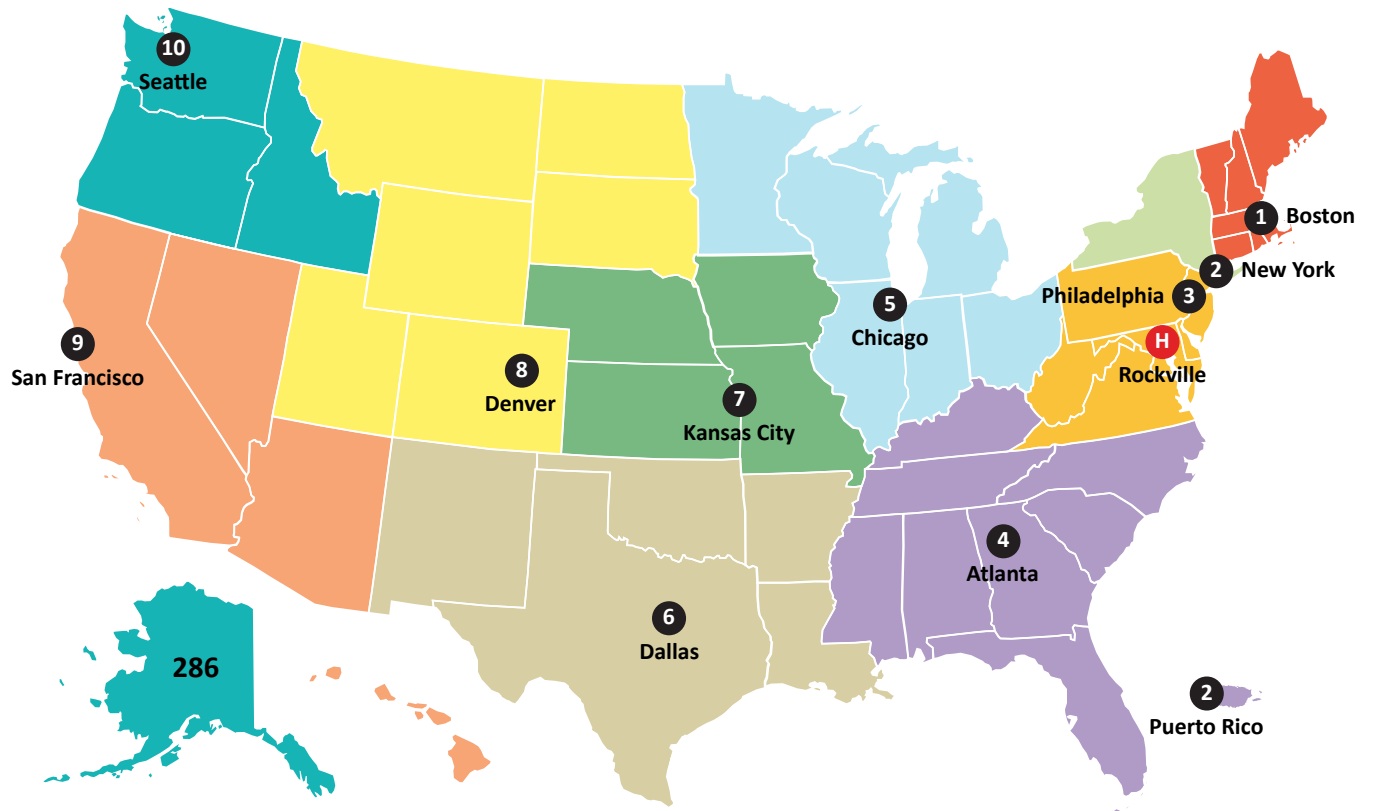 10
Seattle
1 Boston
2 New York
Philadelphia 3
5
Chicago
H
Rockville
9
San Francisco
8
Denver
7
Kansas City
4
Atlanta
6
Dallas
286
2
Puerto Rico